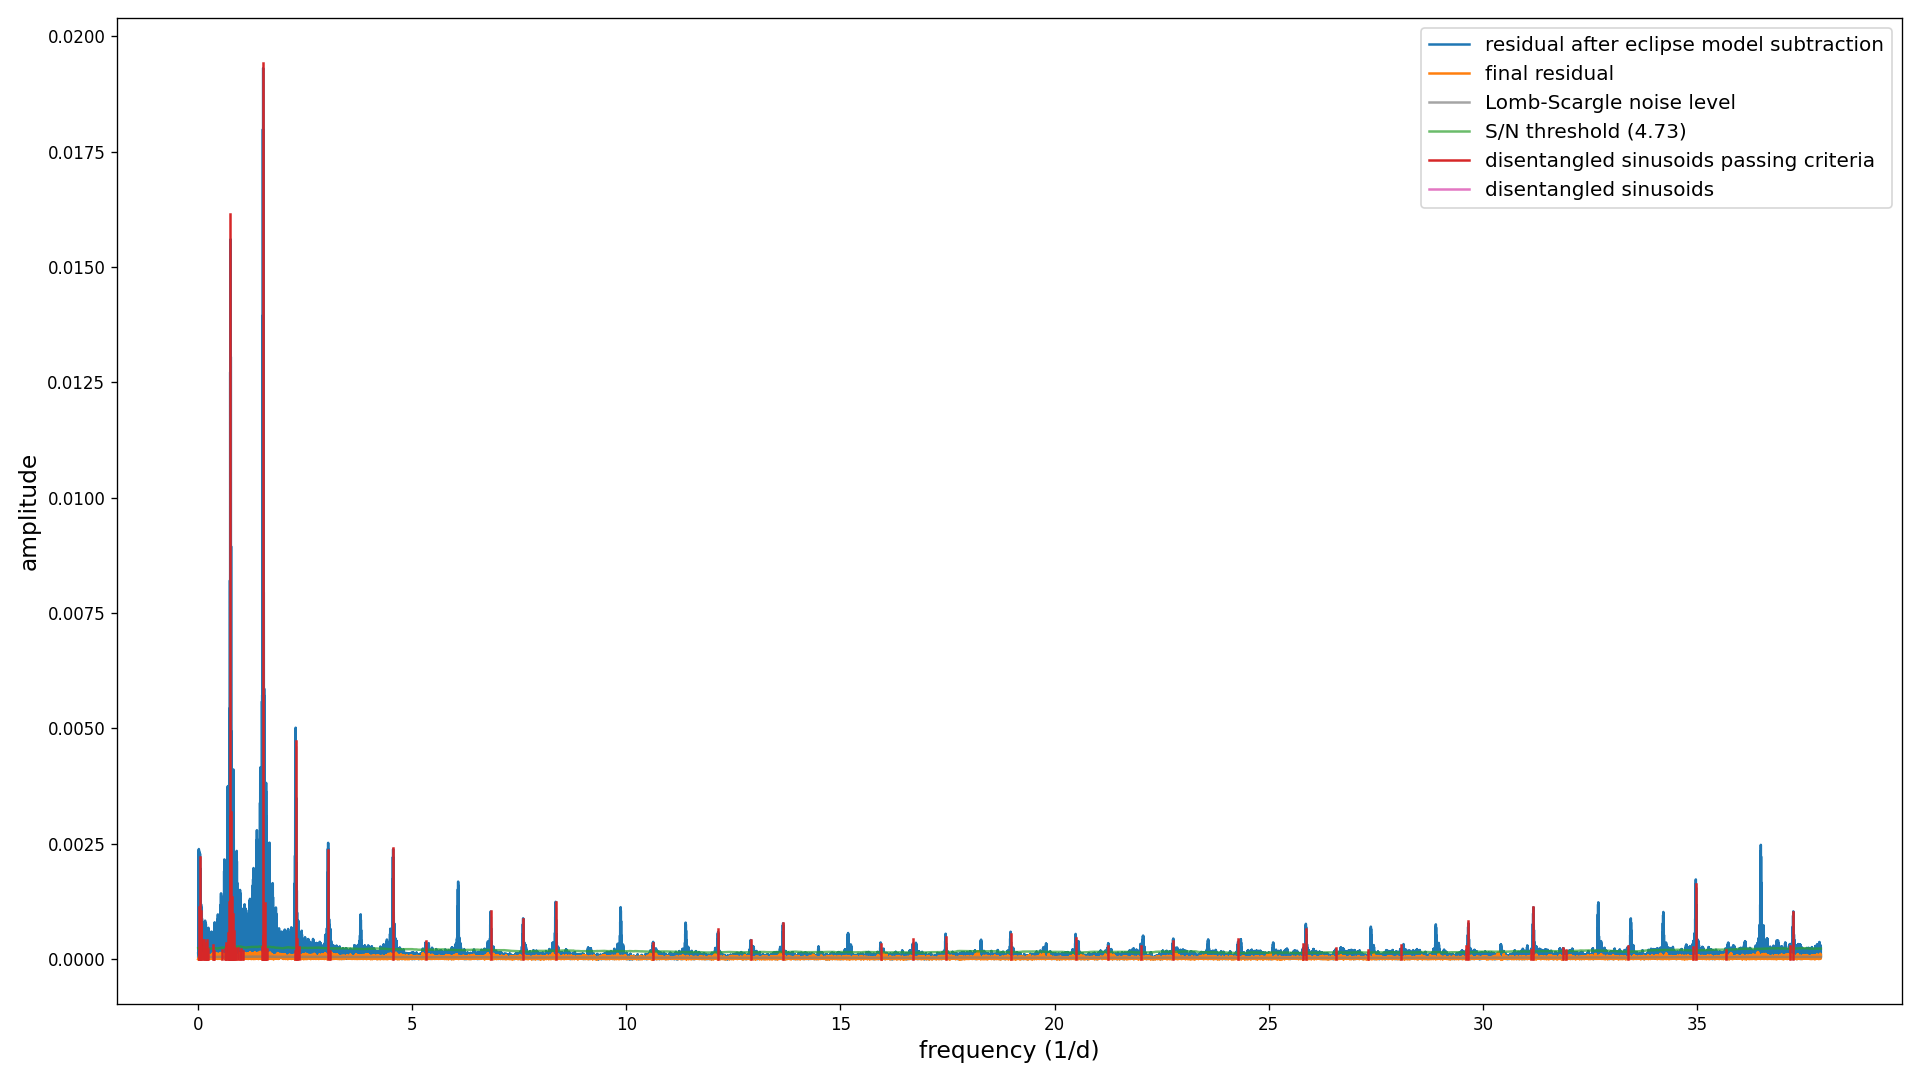 0.0200
0.0175
0.0150
0.0125
0.0100
0.0075
0.0050
0.0025
0.0000
amplitude
residual after eclipse model subtraction
final residual
Lomb-Scargle noise level
S/N threshold (4.73)
disentangled sinusoids passing criteria
disentangled sinusoids
0 5 10 15 20 25 30 35
frequency (1/d)